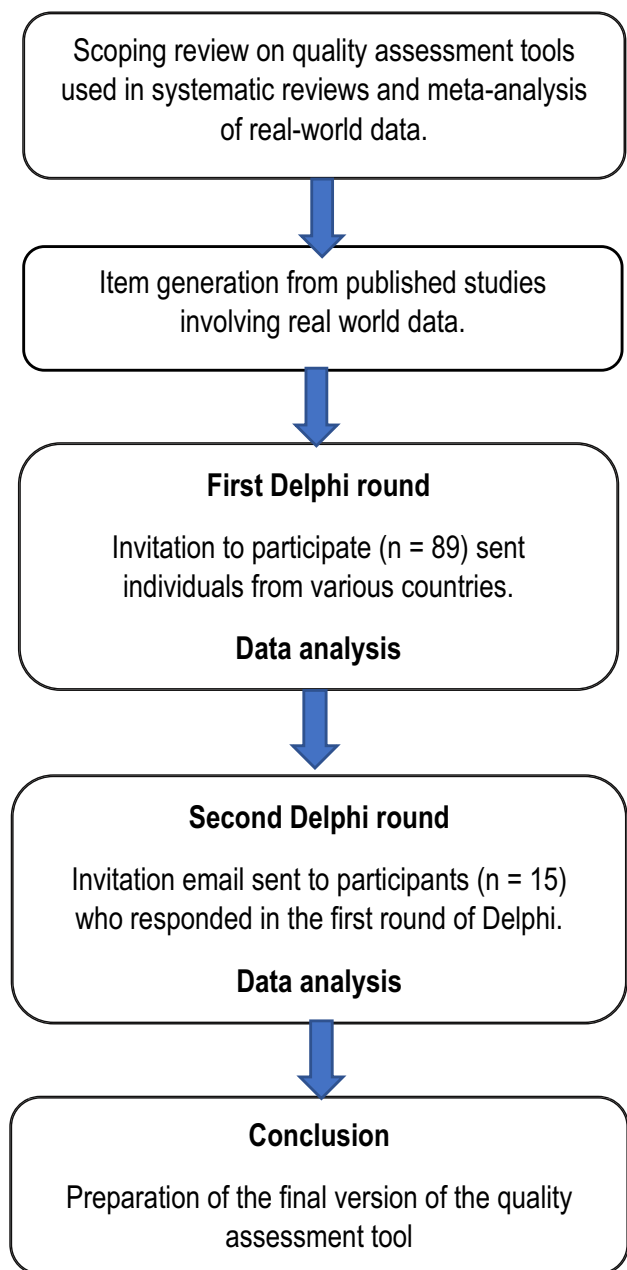 Scoping review on quality assessment tools
used in systematic reviews and meta-analysis
of real-world data.
Item generation from published studies
involving real world data.
First Delphi round
Invitation to participate (n = 89) sent
individuals from various countries.
Data analysis
Second Delphi round
Invitation email sent to participants (n = 15)
who responded in the first round of Delphi.
Data analysis
Conclusion
Preparation of the final version of the quality
assessment tool